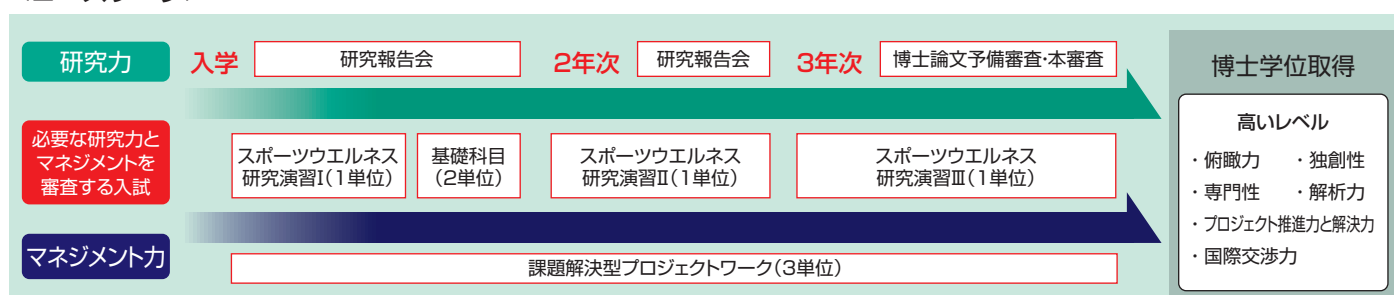 研究力
入学
研究報告会
2年次
研究報告会
3年次
博士論文予備審査・本審査
博士学位取得
必要な研究力と
マネジメントを
審査する入試
スポーツウエルネス
研究演習Ⅰ(1単位)
基礎科目
(2単位)
スポーツウエルネス
研究演習Ⅱ(1単位)
スポーツウエルネス
研究演習Ⅲ(1単位)
高いレベル
・俯瞰力 ・独創性
・専門性 ・解析力
・プロジェクト推進力と解決力
・国際交渉力
マネジメント力
課題解決型プロジェクトワーク(3単位)